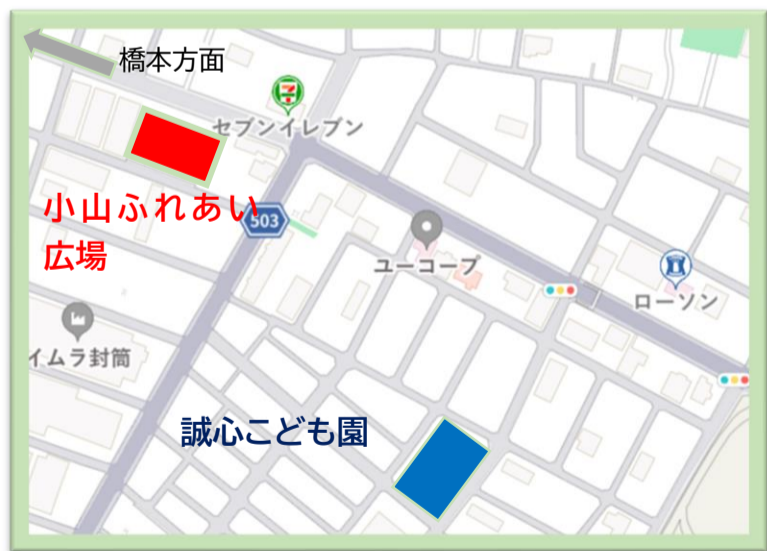 橋本方面
セブンイレブン
小山ふれあい
広場
503
ユーコープ
ローソン
イムラ封筒
誠心こども園